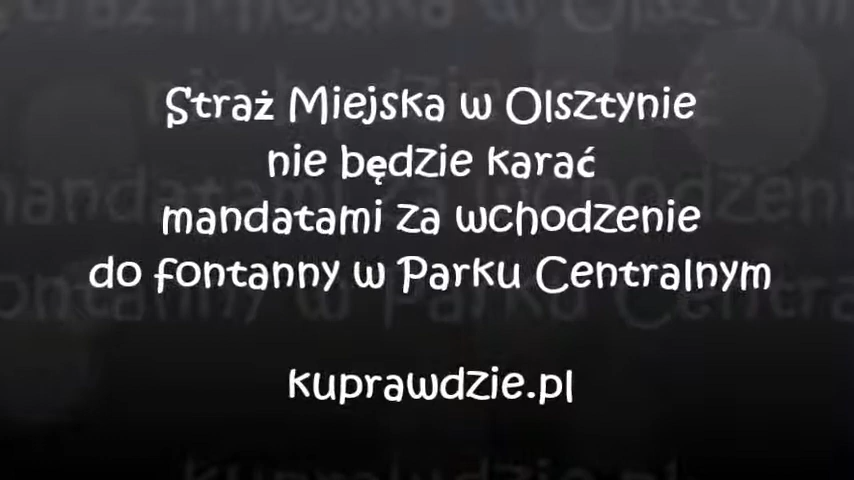 Straż Miejska w Olsztynie
nie będzie karać
mandatami za wchodzenie
do fontanny w Parku Centralnym
kuprawdzie.pl